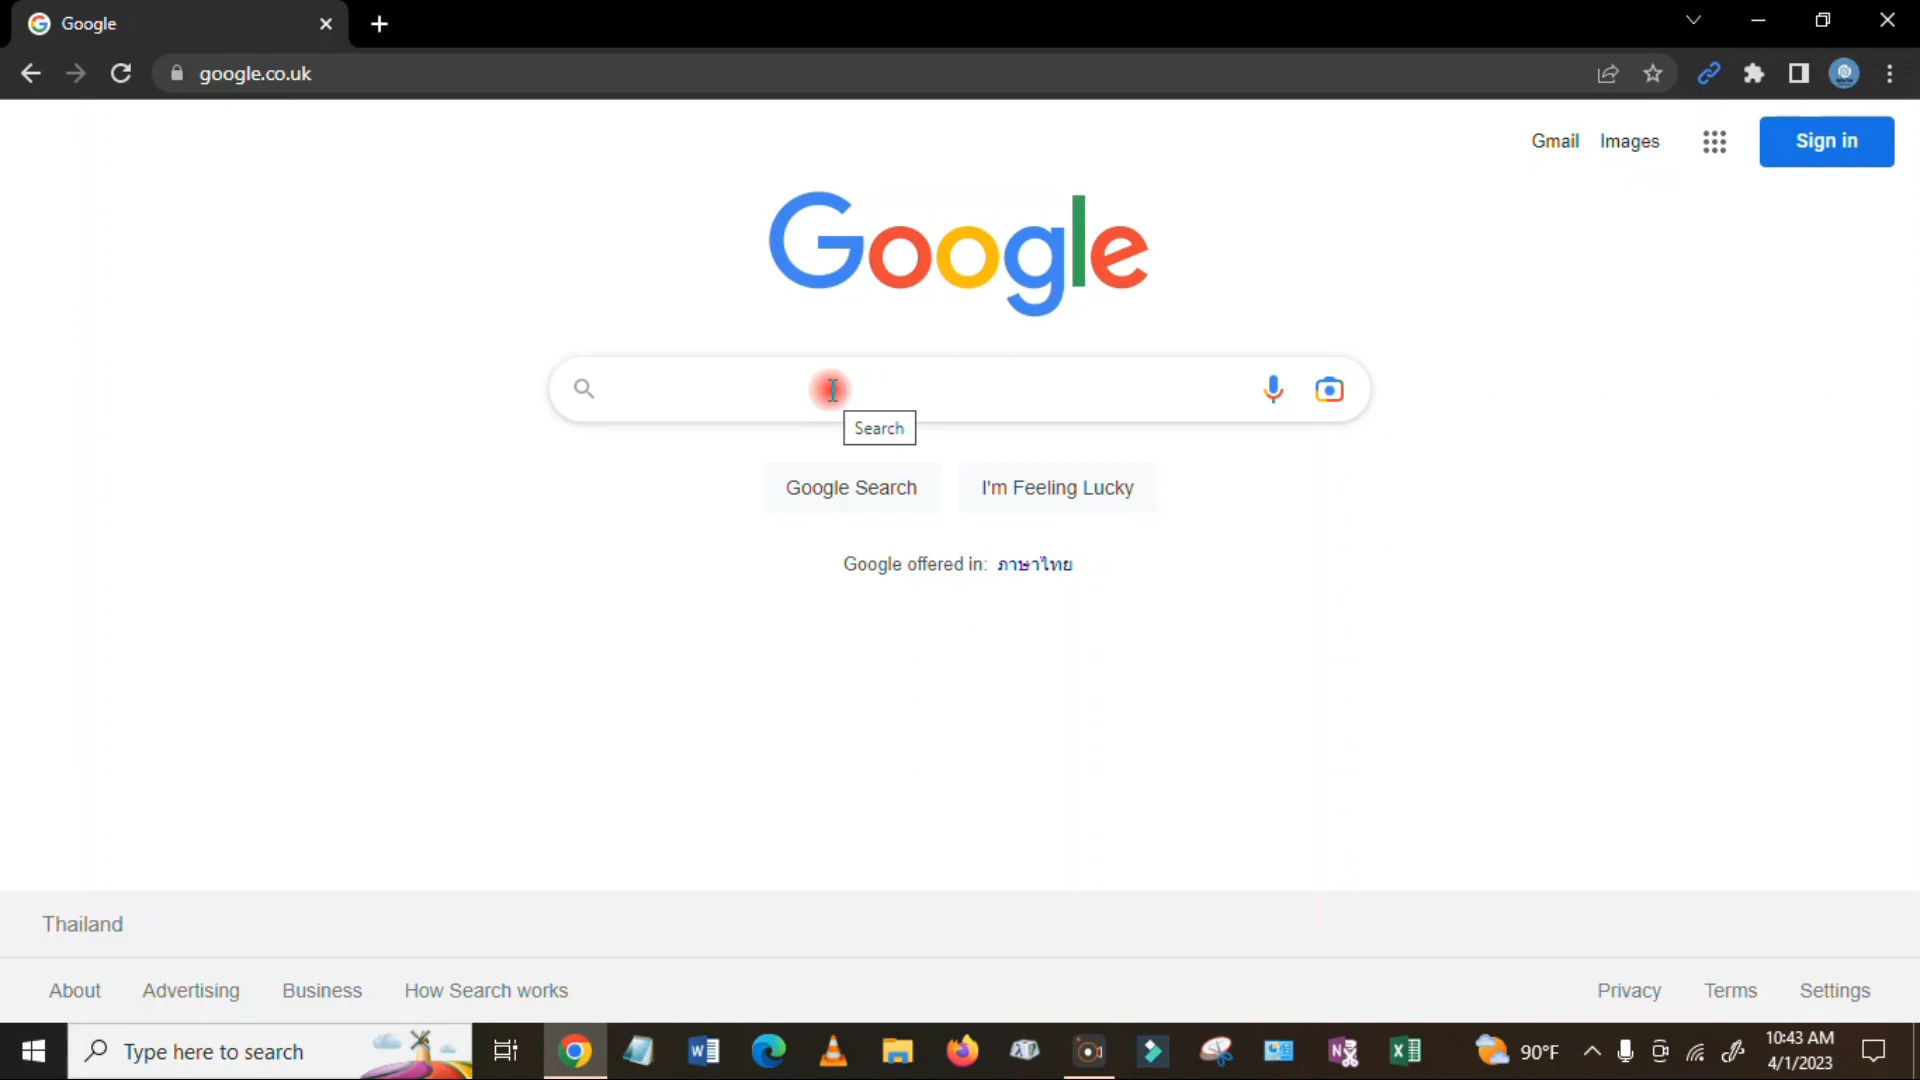 Google
google.co.uk
Gmail Images Sign in
Google
Search
Google Search I'm Feeling Lucky
Google offered in: ภาษาไทย
Thailand
About Advertising Business How Search works Privacy Terms Settings
Type here to search 90°F 10:43 AM
4/1/2023